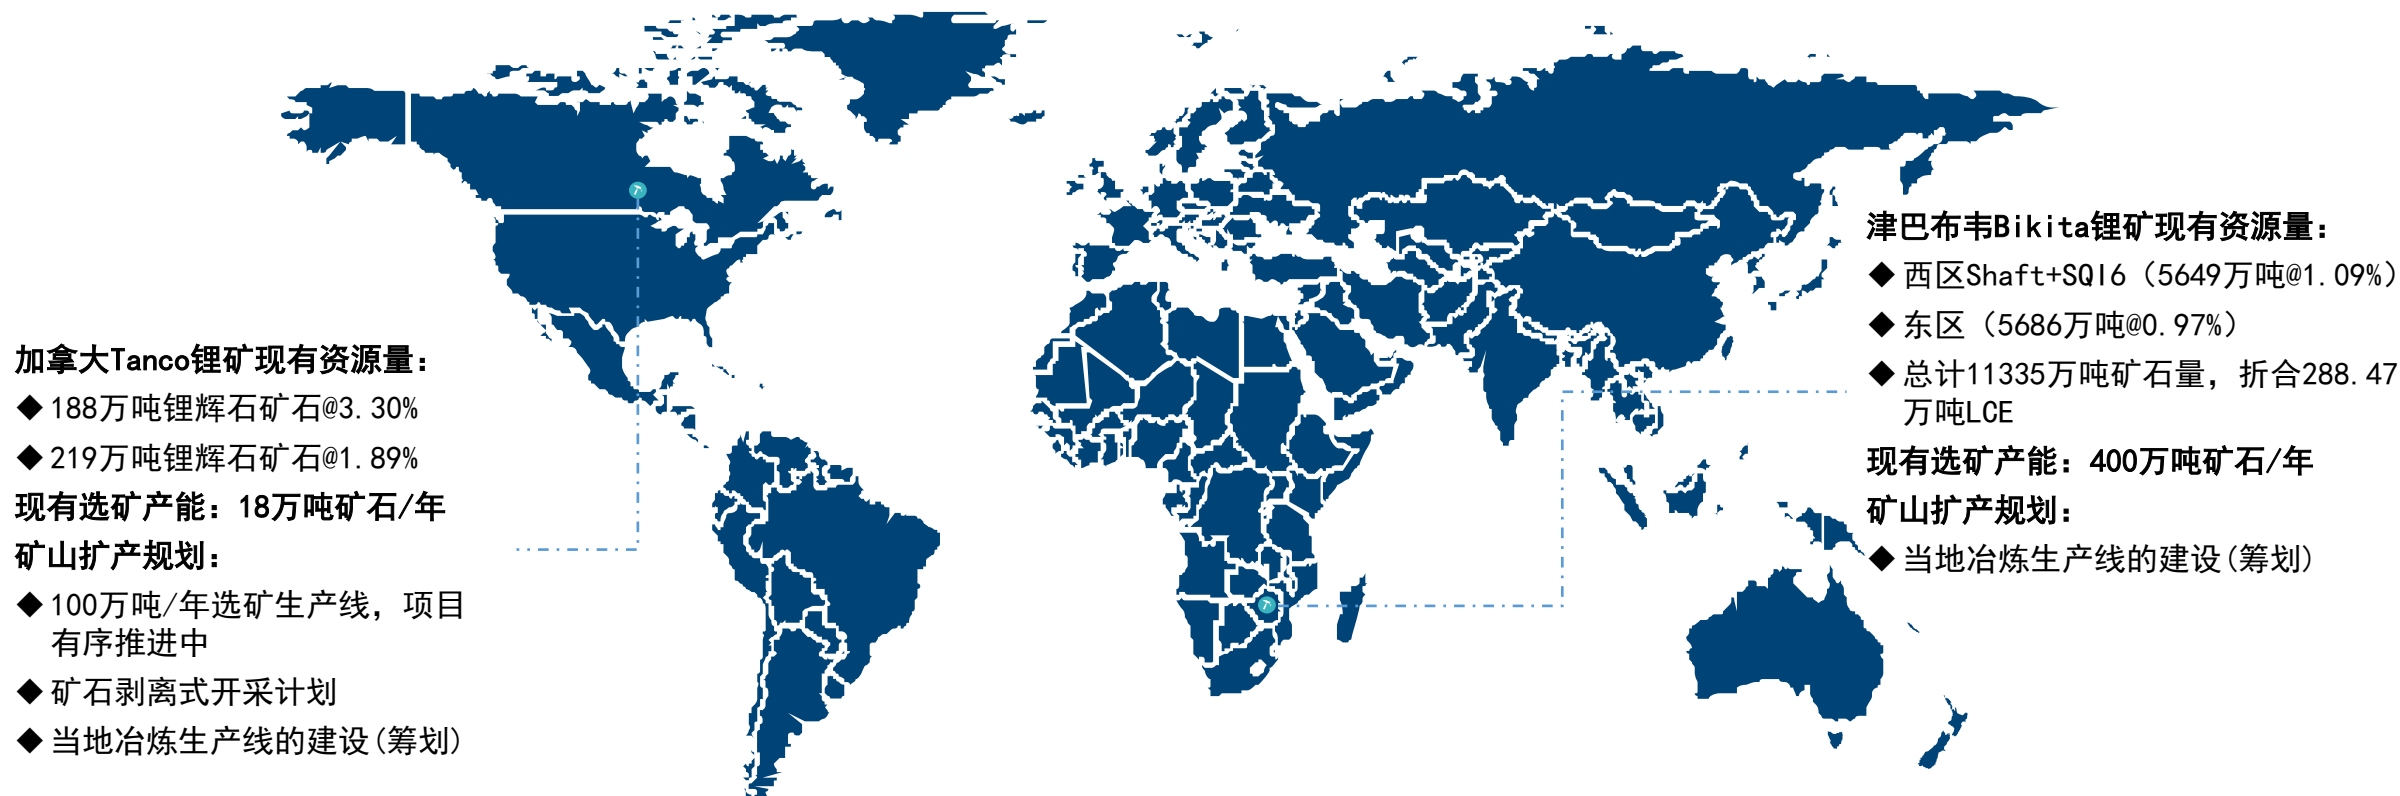 加拿大Tanco锂矿现有资源量：
◆ 188万吨锂辉石矿石@3.30%
◆ 219万吨锂辉石矿石@1.89%
现有选矿产能：18万吨矿石/年
矿山扩产规划：
◆ 100万吨/年选矿生产线，项目
有序推进中
◆ 矿石剥离式开采计划
◆ 当地冶炼生产线的建设(筹划)
津巴布韦Bikita锂矿现有资源量：
◆ 西区Shaft+SQI6（5649万吨@1.09%）
◆ 东区（5686万吨@0.97%）
◆ 总计11335万吨矿石量，折合288.47
万吨LCE
现有选矿产能：400万吨矿石/年
矿山扩产规划：
◆ 当地冶炼生产线的建设(筹划)